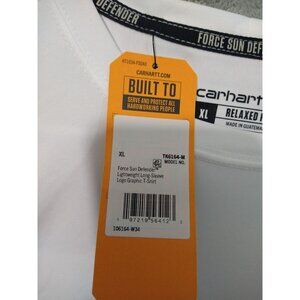 DEFENDER
FORCE SUN DEFENDER
carhartt
XL
RELAXED
MADE IN GUATEMALA
CARHARTT.COM
BUILT TO
SERVE AND PROTECT ALL
HARDWORKING PEOPLE
XL
TK6164-M
MODEL NO.
Force Sun Defender
Lightweight Long-Sleeve
Logo Graphic T-Shirt
106164-W34